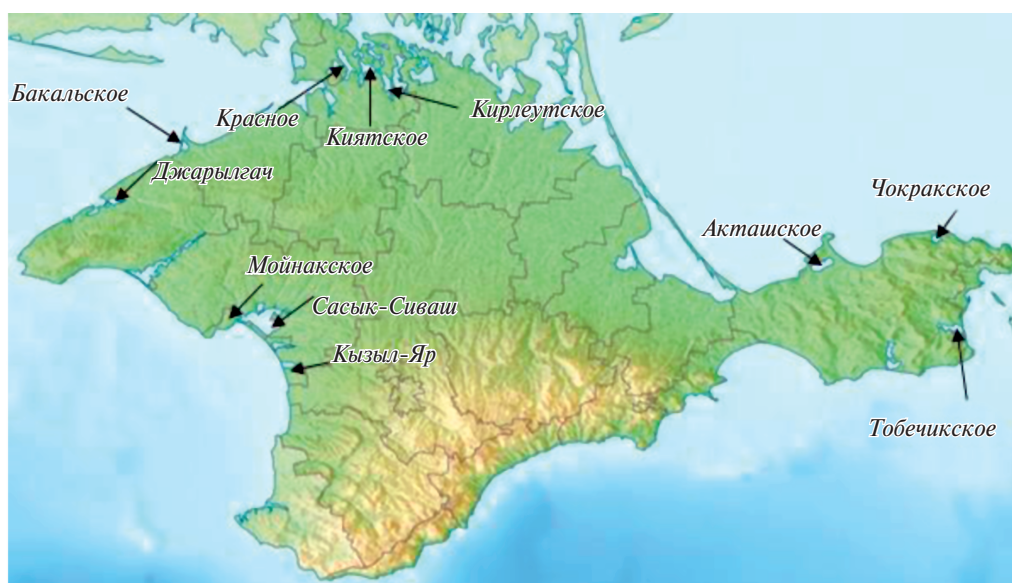 Бакальское
Красное
Киятское
Кирлеутское
Джарылгач
Чокракское
Акташское
Мойнакское
Сасык-Сиваш
Кызыл-Яр
Тобечикское